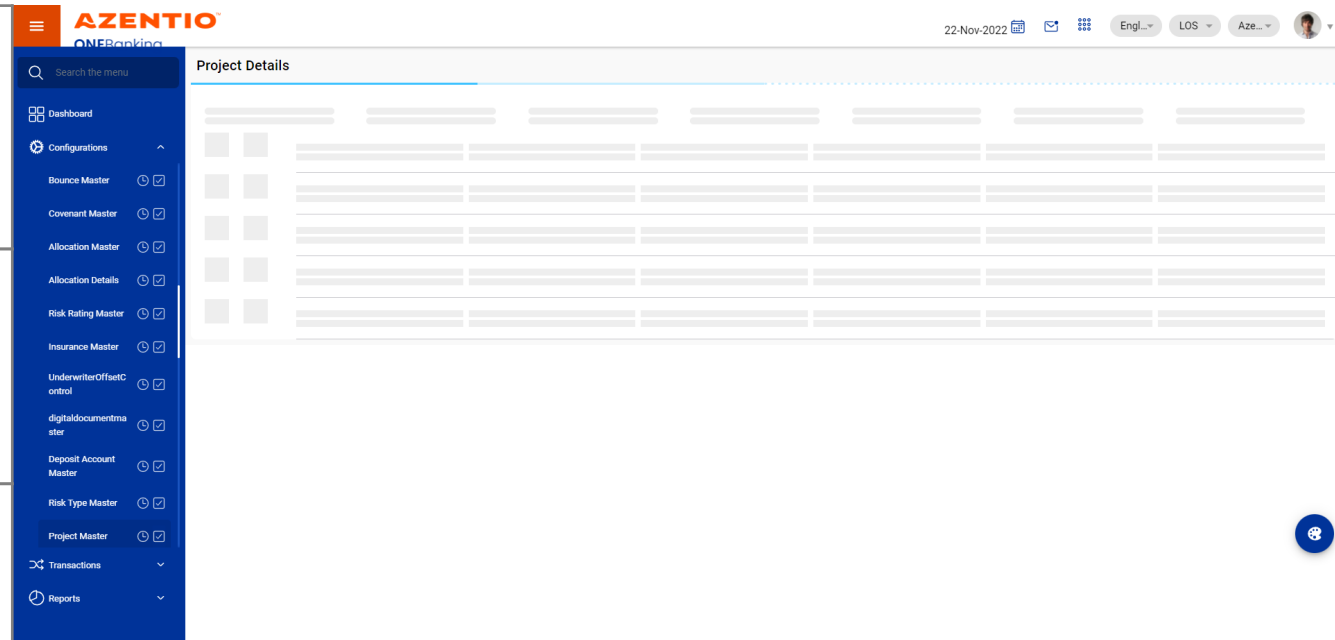 AZENTIO
ONEBanking
22-Nov-2022
Engl...
LOS
Aze...
Search the menu
Project Details
Dashboard
Configurations
Bounce Master
Covenant Master
Allocation Master
Allocation Details
Risk Rating Master
Insurance Master
UnderwriterOffsetC
ontrol
digitaldocumentma
ster
Deposit Account
Master
Risk Type Master
Project Master
Transactions
Reports